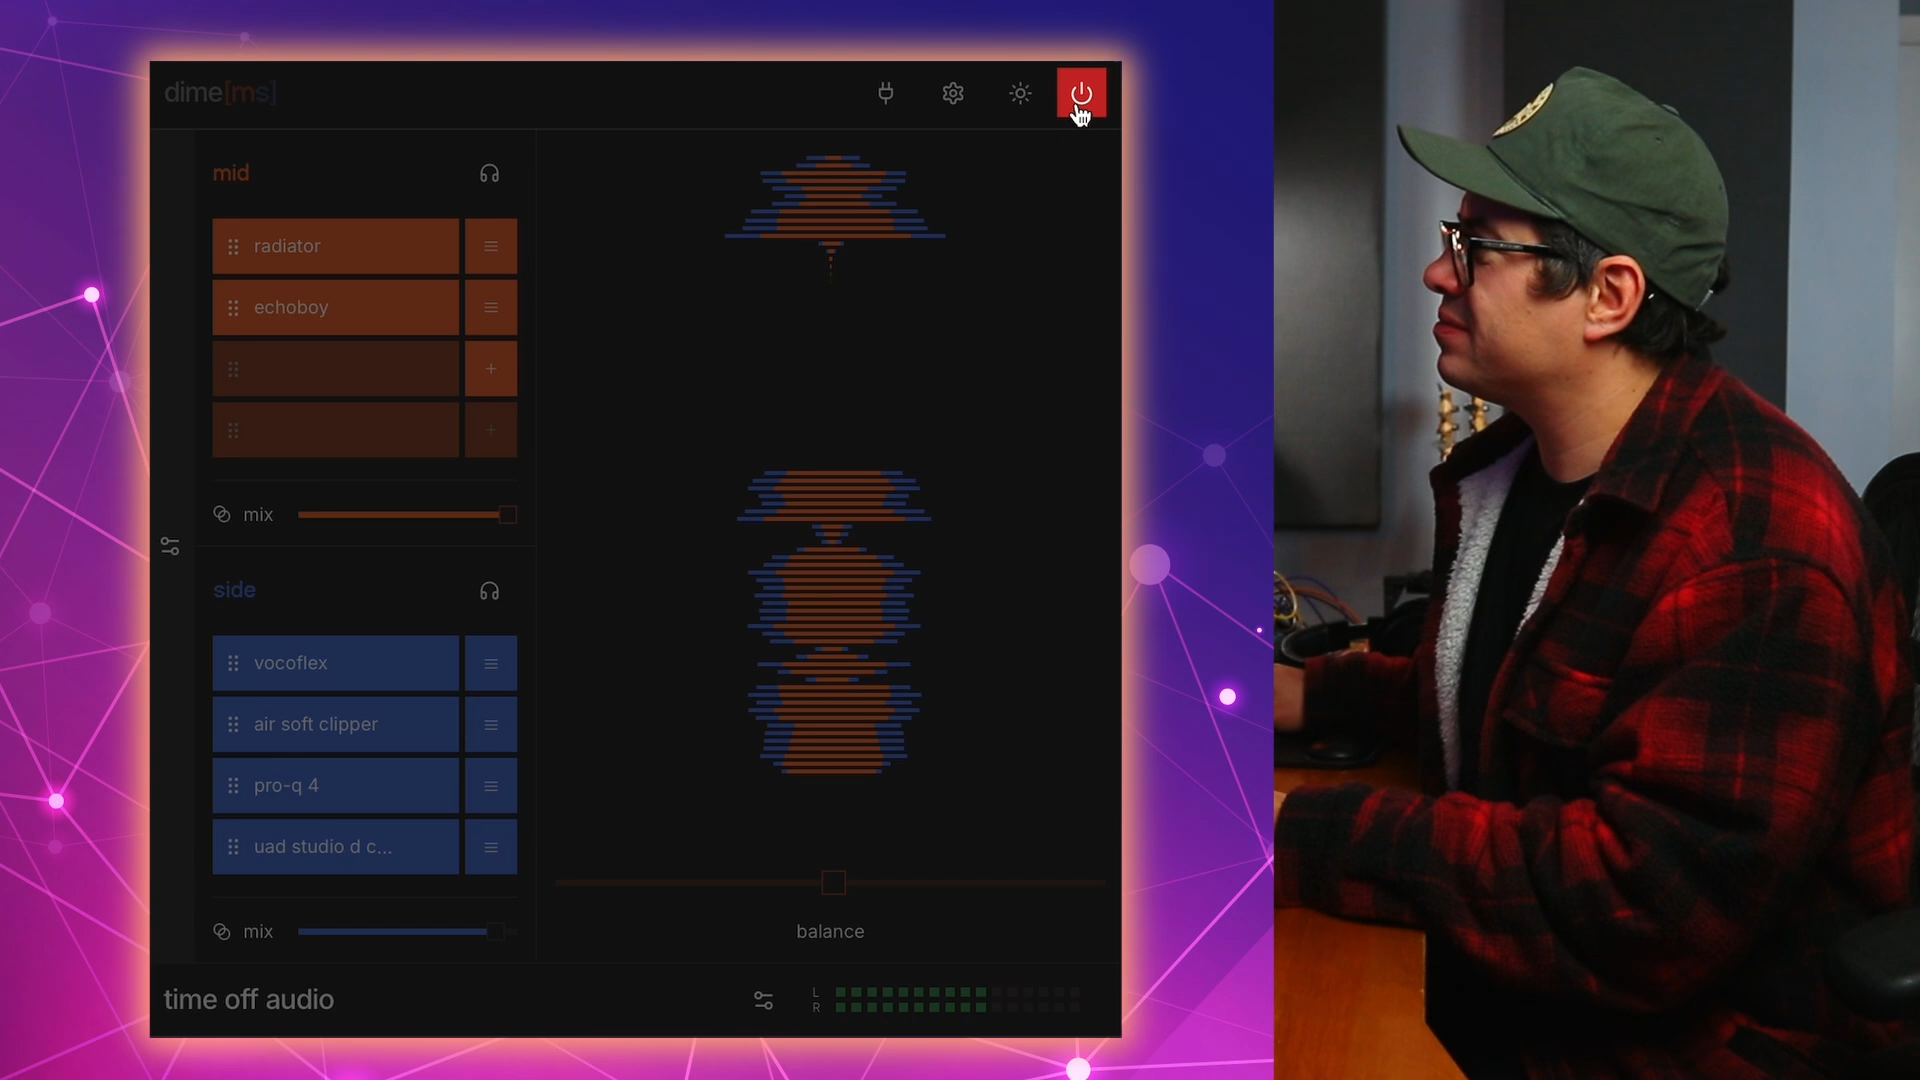 dime[ms]
mid
radiator
echoboy
mix
side
vocoflex
air soft clipper
pro-q 4
uad studio d c...
mix
balance
time off audio
L
R